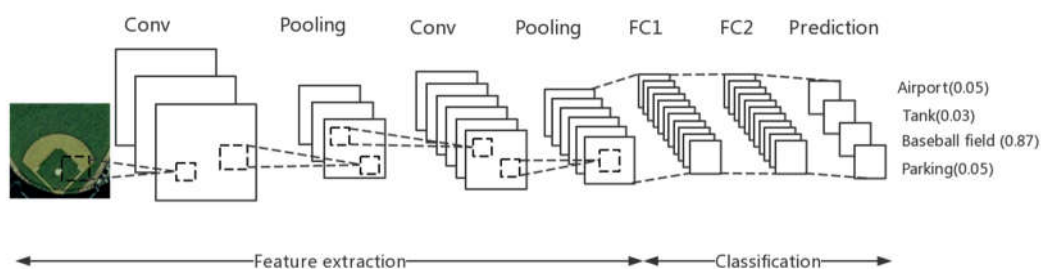 Conv Pooling Conv Pooling FC1 FC2 Prediction
Airport(0.05)
Tank(0.03)
Baseball field (0.87)
Parking(0.05)
Feature extraction Classification